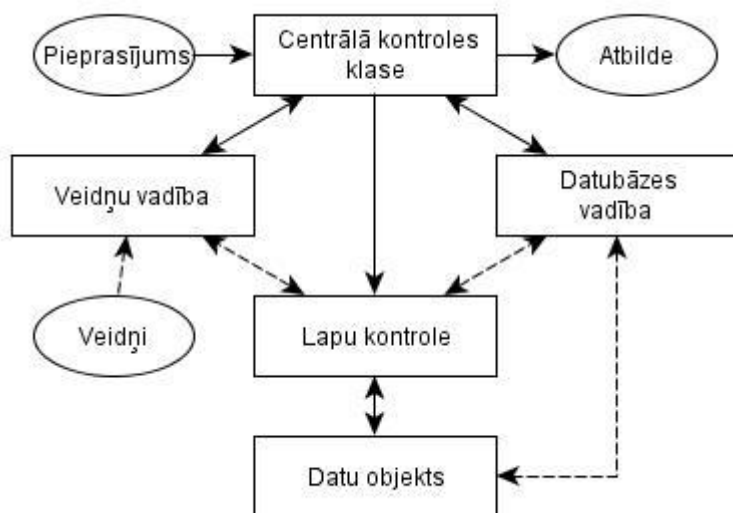 Pieprasījums
Centrālā kontroles
klase
Atbilde
Veidņu vadība
Datubāzes
vadība
Veidņi
Lapu kontrole
Datu objekts